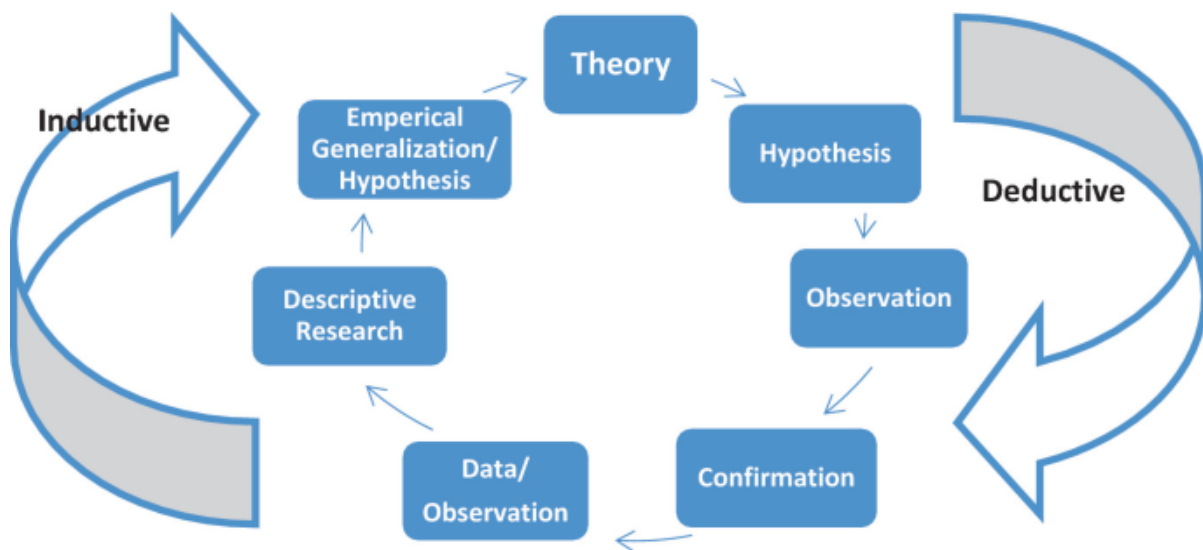 Theory
Inductive
Emperical
Generalization/
Hypothesis
Hypothesis
Deductive
Descriptive
Research
Observation
Data/
Observation
Confirmation